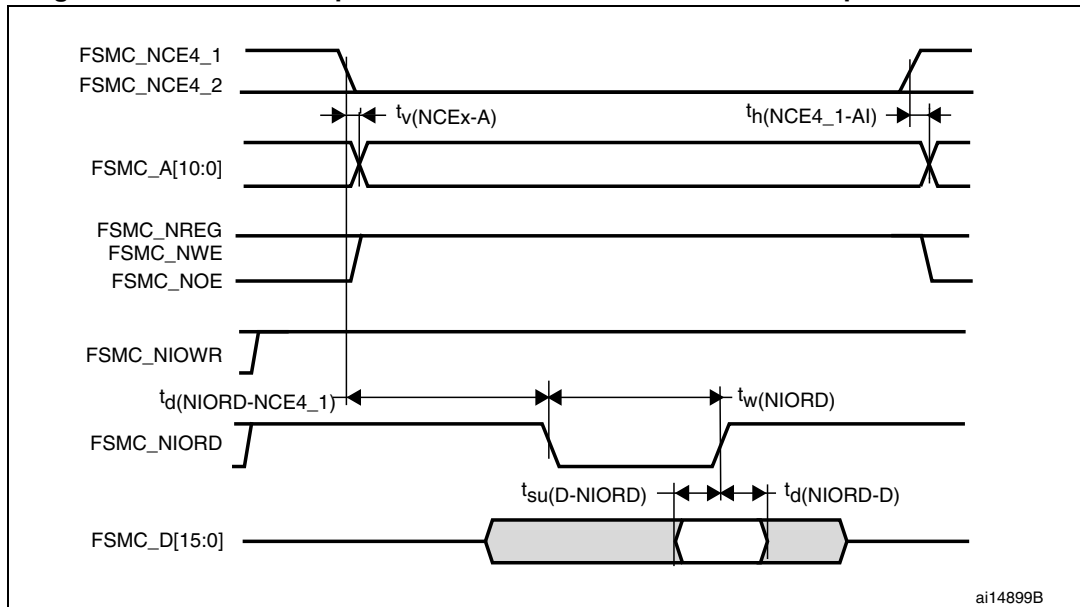 FSMC_NCE4_1
FSMC_NCE4_2
tv(NCEx-A)
th(NCE4_1-AI)
FSMC_A[10:0]
FSMC_NREG
FSMC_NWE
FSMC_NOE
FSMC_NIOWR
td(NIORD-NCE4_1)
tw(NIORD)
FSMC_NIORD
tsu(D-NIORD)
td(NIORD-D)
FSMC_D[15:0]
ai14899B